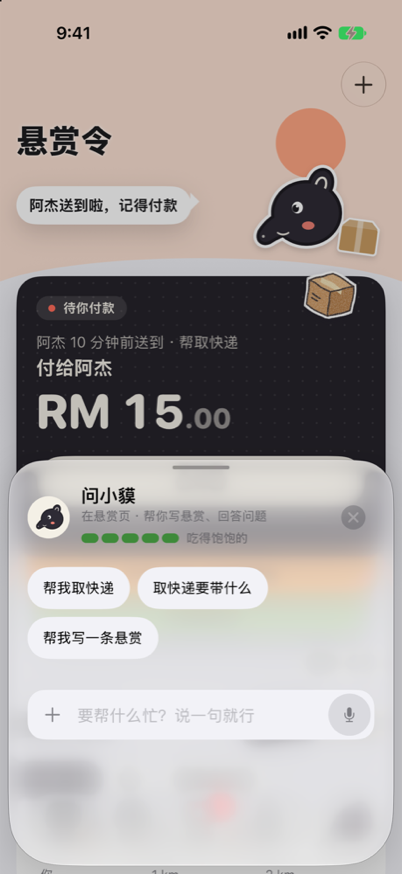 9:41
悬赏令
阿杰送到啦，记得付款
待你付款
阿杰 10 分钟前送到 · 帮取快递
付给阿杰
RM 15.00
问小貘
在悬赏页 · 帮你写悬赏、回答问题
吃得饱饱的
帮我取快递
取快递要带什么
帮我写一条悬赏
要帮什么忙？说一句就行